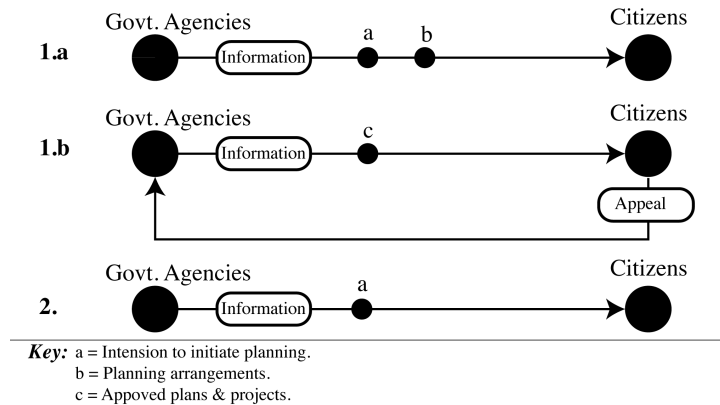 Govt. Agencies
Citizens
1.a
Information
a
b
Govt. Agencies
Citizens
1.b
Information
c
Appeal
Govt. Agencies
Citizens
2.
Information
a
Key: a = Intension to initiate planning.
b = Planning arrangements.
c = Appoved plans & projects.